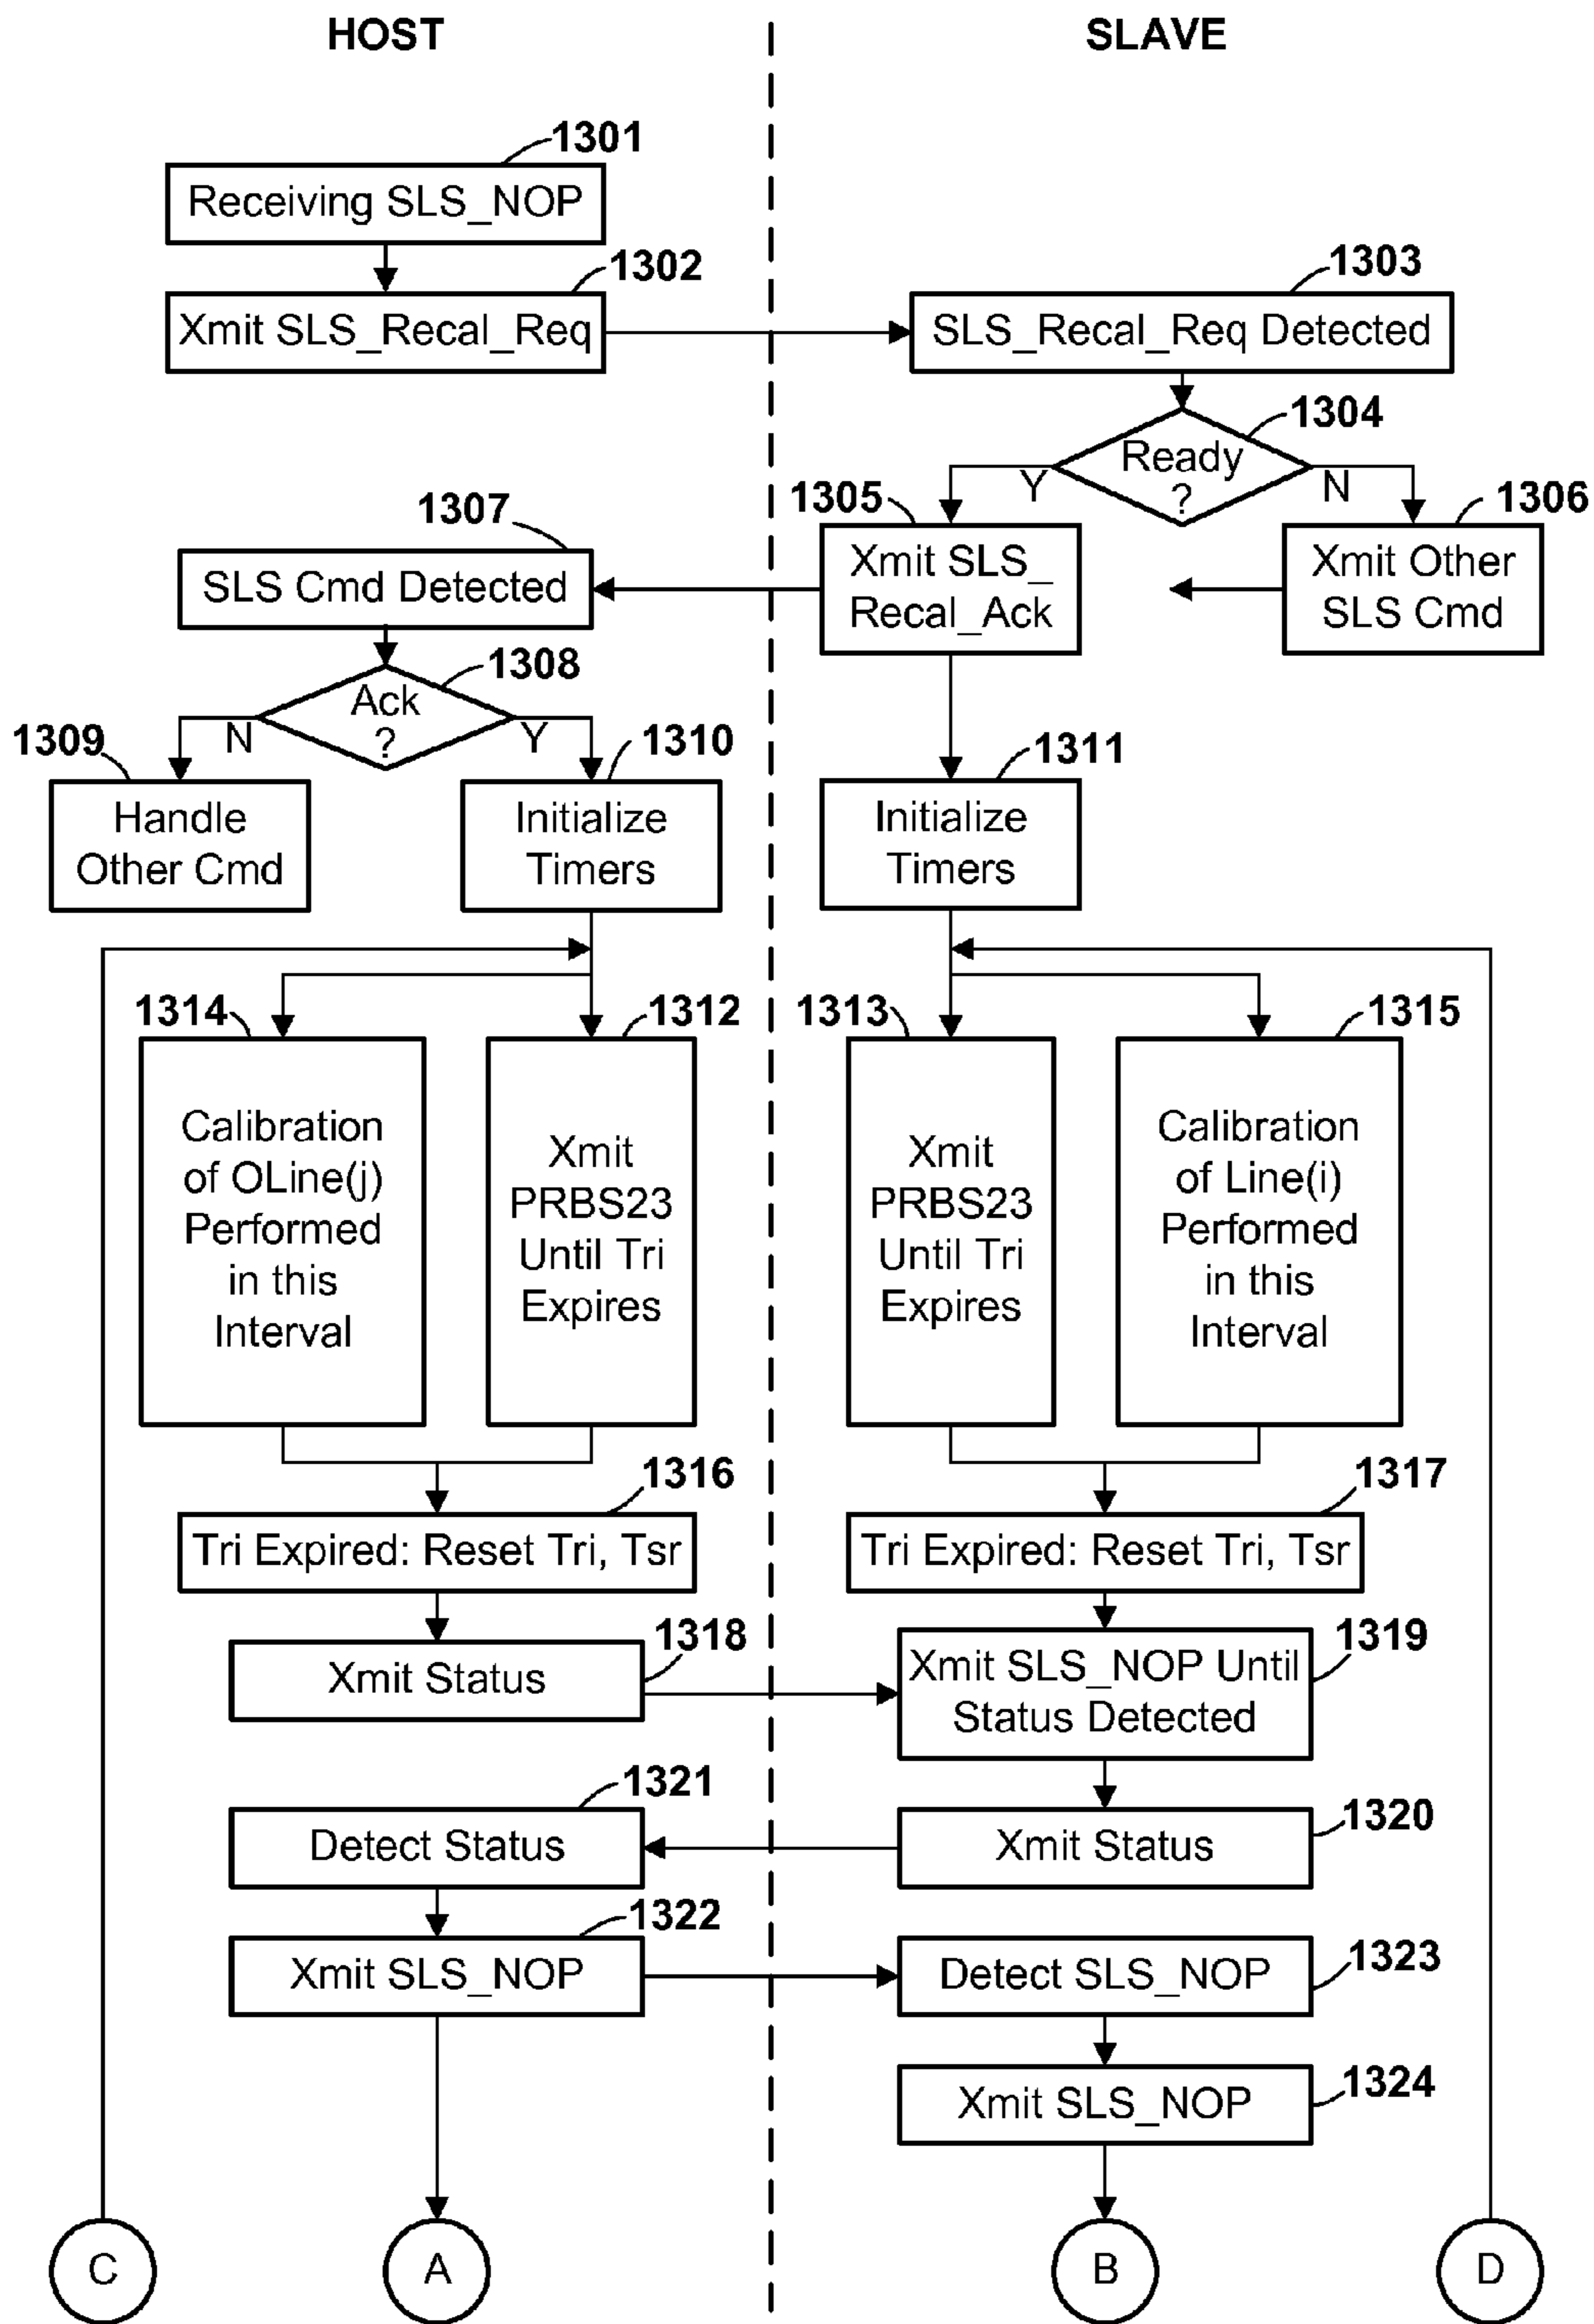 HOST
SLAVE
1301
Receiving SLS_NOP
1302
Xmit SLS_Recal_Req
1303
SLS_Recal_Req Detected
1304
Ready
?
Y
N
1305
Xmit SLS_
Recal_Ack
1306
Xmit Other
SLS Cmd
1307
SLS Cmd Detected
1308
Ack
?
N
Y
1309
Handle
Other Cmd
1310
Initialize
Timers
1311
Initialize
Timers
1314
Calibration
of OLine(j)
Performed
in this
Interval
1312
Xmit
PRBS23
Until Tri
Expires
1313
Xmit
PRBS23
Until Tri
Expires
1315
Calibration
of Line(i)
Performed
in this
Interval
1316
Tri Expired: Reset Tri, Tsr
1317
Tri Expired: Reset Tri, Tsr
1318
Xmit Status
1319
Xmit SLS_NOP Until
Status Detected
1321
Detect Status
1320
Xmit Status
1322
Xmit SLS_NOP
1323
Detect SLS_NOP
1324
Xmit SLS_NOP
C
A
B
D